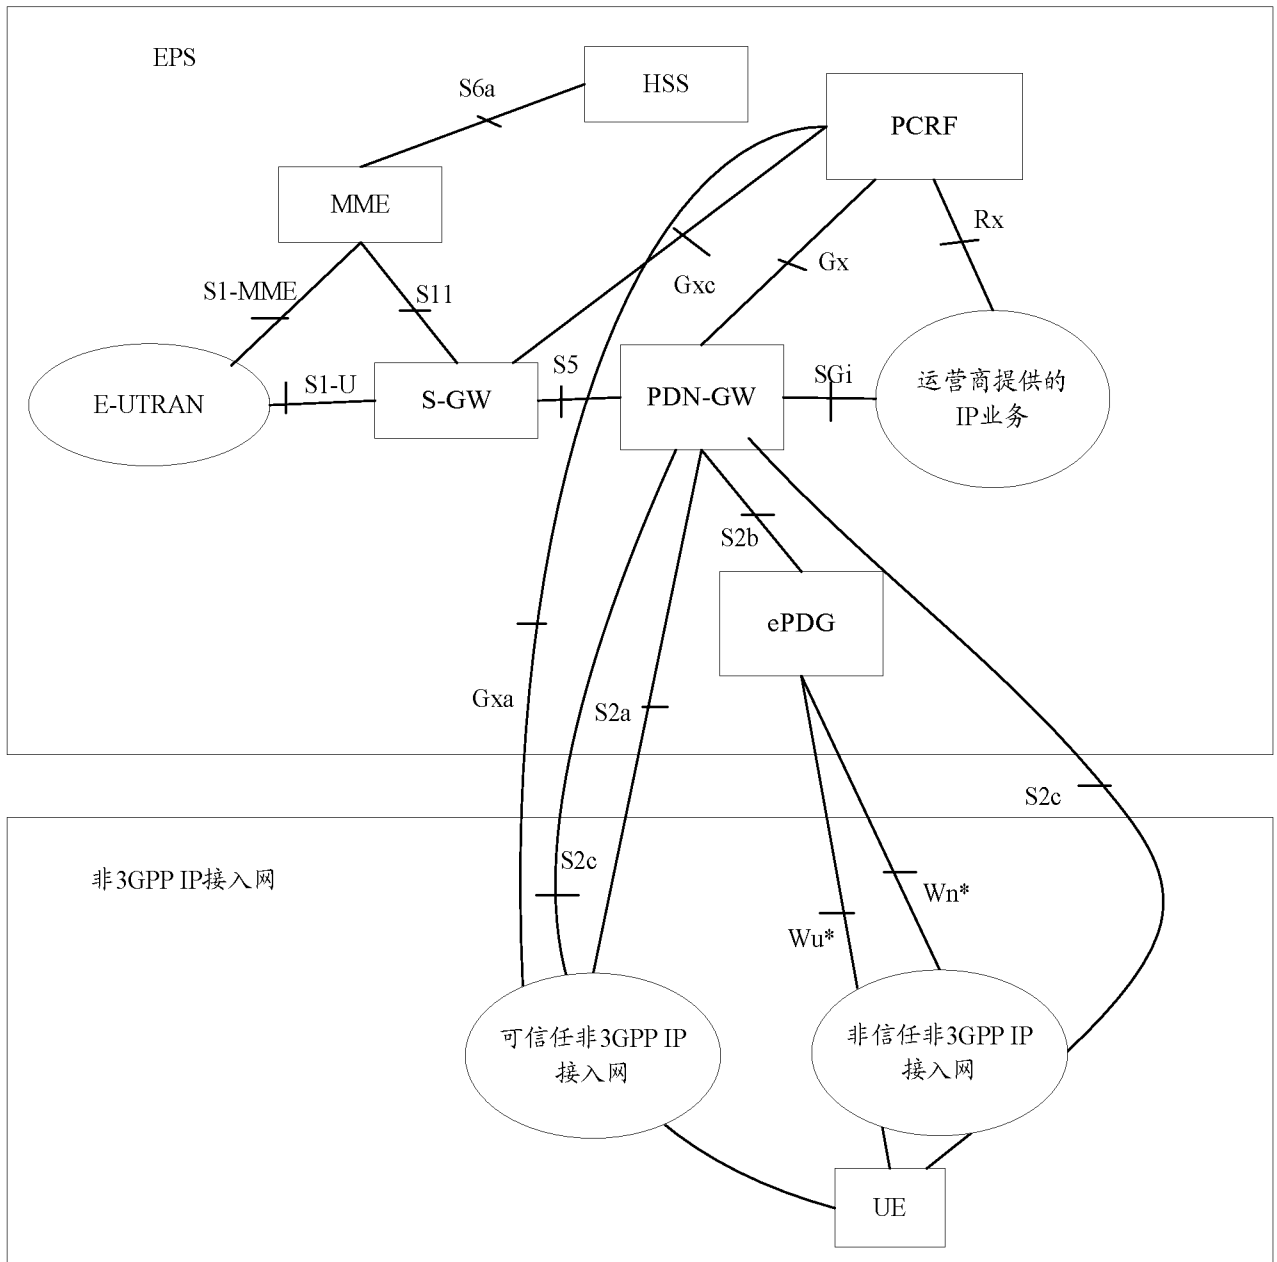 EPS
HSS
S6a
PCRF
MME
Rx
Gx
Gxc
S1-MME
S11
S5
SGi
S1-U
E-UTRAN
S-GW
PDN-GW
运营商提供的
IP业务
S2b
ePDG
Gxa
S2a
S2c
S2c
非3GPP IP接入网
Wn*
Wu*
可信任非3GPP IP
接入网
非信任非3GPP IP
接入网
UE